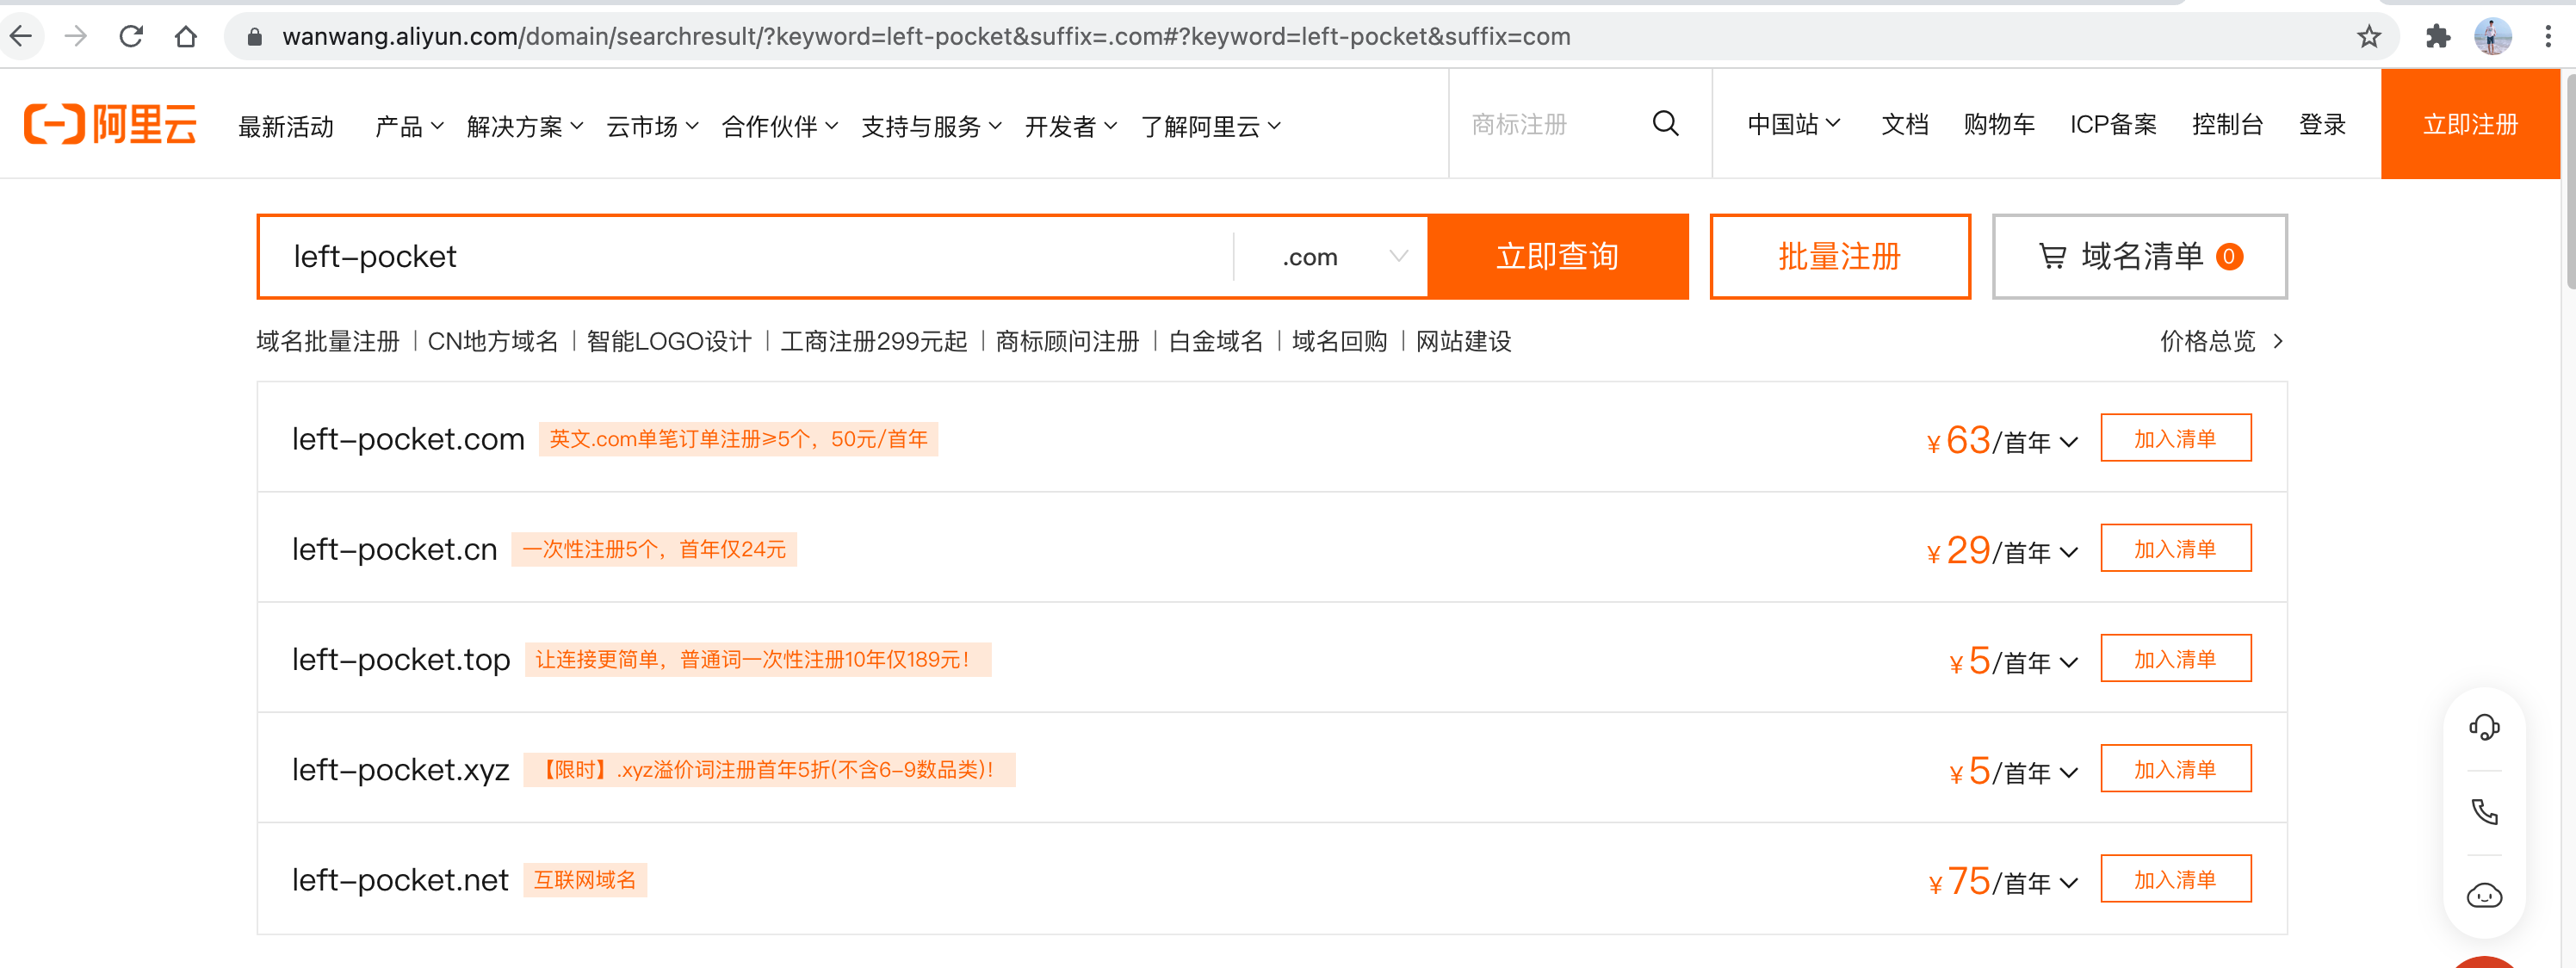 wanwang.aliyun.com/domain/searchresult/?keyword=left-pocket&suffix=.com#?keyword=left-pocket&suffix=com
阿里云 最新活动 产品 解决方案 云市场 合作伙伴 支持与服务 开发者 了解阿里云 商标注册 中国站 文档 购物车 ICP备案 控制台 登录 立即注册
left-pocket .com 立即查询 批量注册 域名清单 0
域名批量注册 | CN地方域名 | 智能LOGO设计 | 工商注册299元起 | 商标顾问注册 | 白金域名 | 域名回购 | 网站建设 价格总览
left-pocket.com 英文.com单笔订单注册≥5个，50元/首年 ¥63/首年 加入清单
left-pocket.cn 一次性注册5个，首年仅24元 ¥29/首年 加入清单
left-pocket.top 让连接更简单，普通词一次性注册10年仅189元！ ¥5/首年 加入清单
left-pocket.xyz 【限时】.xyz溢价词注册首年5折(不含6-9数品类)！ ¥5/首年 加入清单
left-pocket.net 互联网域名 ¥75/首年 加入清单